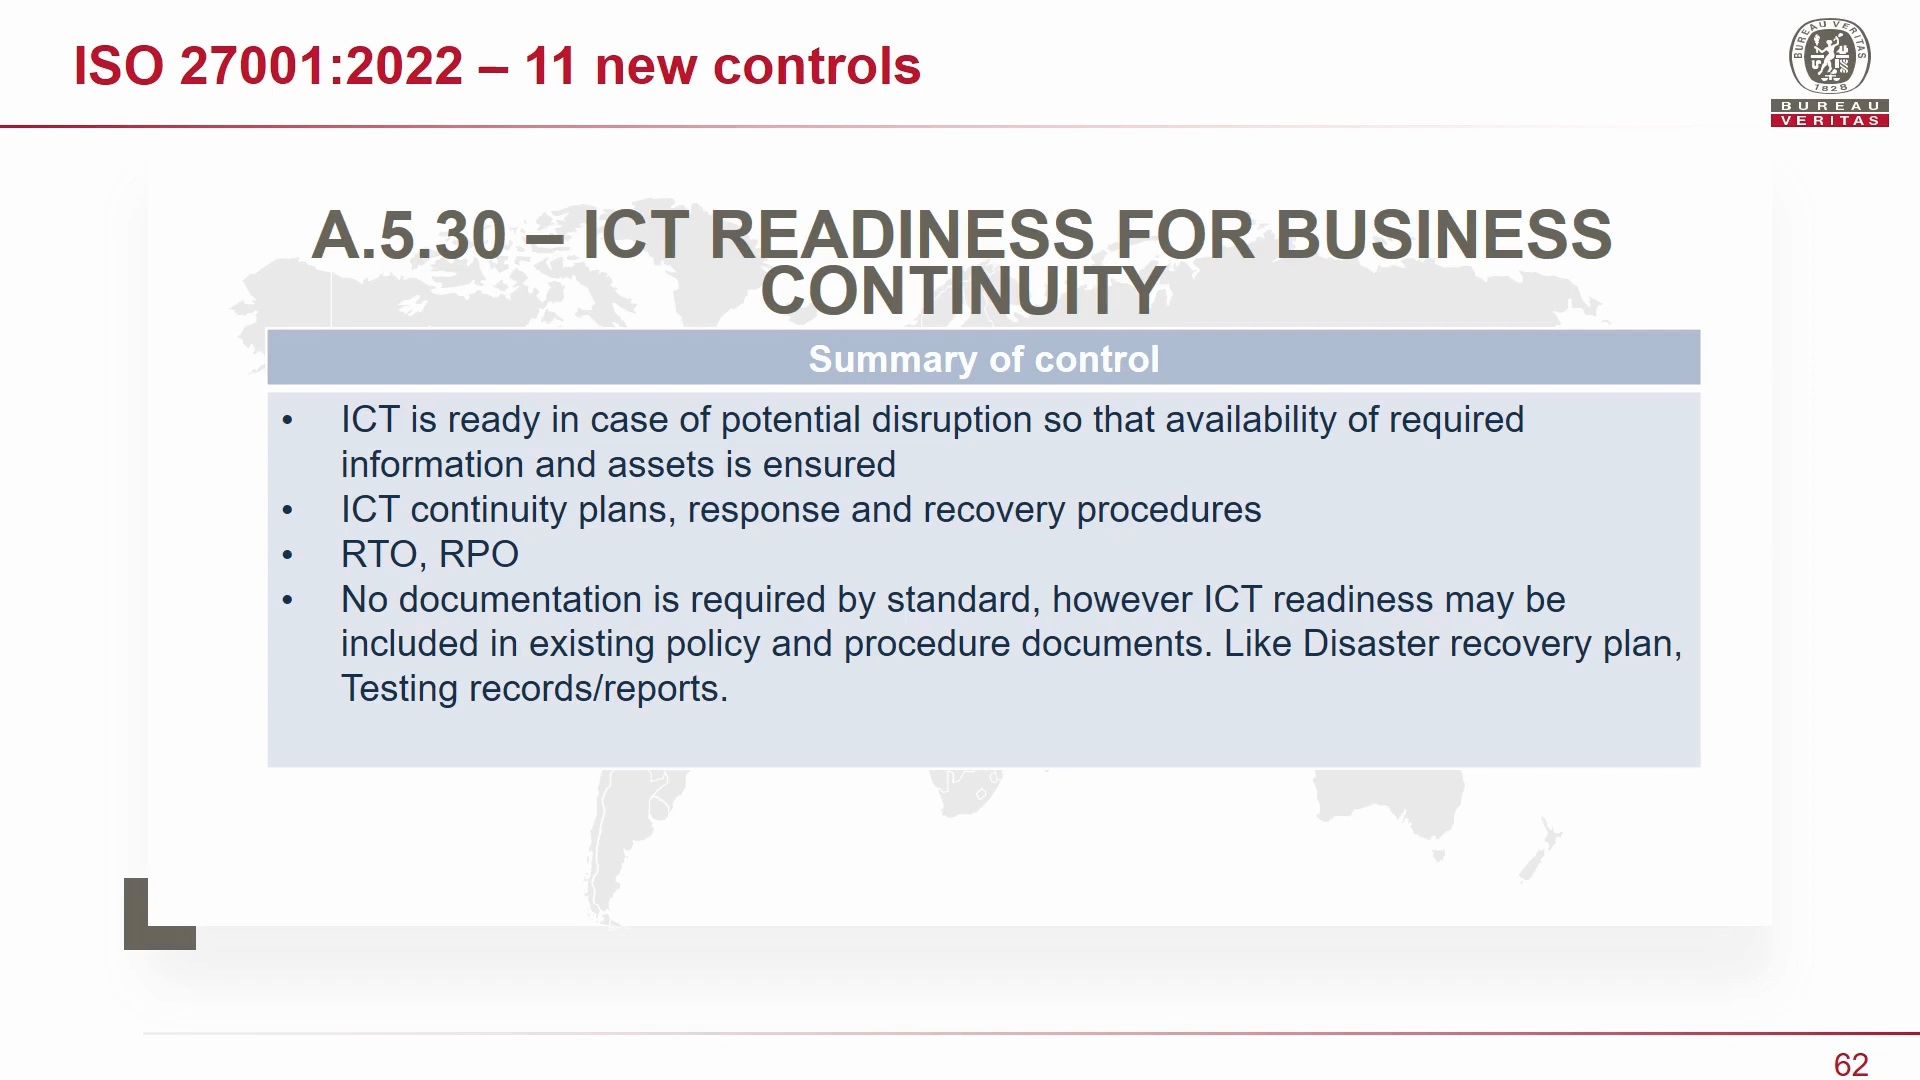 ISO 27001:2022 – 11 new controls
BUREAU VERITAS
1828
BUREAU
VERITAS
A.5.30 – ICT READINESS FOR BUSINESS
CONTINUITY
Summary of control
• ICT is ready in case of potential disruption so that availability of required
information and assets is ensured
• ICT continuity plans, response and recovery procedures
• RTO, RPO
• No documentation is required by standard, however ICT readiness may be
included in existing policy and procedure documents. Like Disaster recovery plan,
Testing records/reports.
62